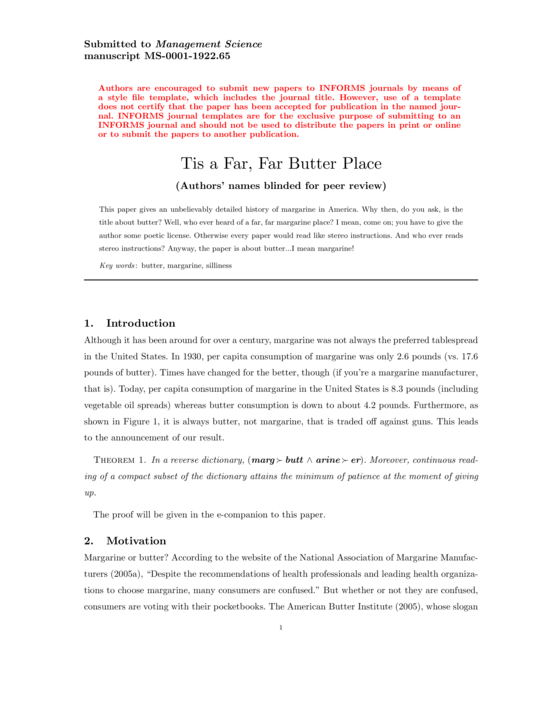 Submitted to Management Science
manuscript MS-0001-1922.65
Authors are encouraged to submit new papers to INFORMS journals by means of
a style file template, which includes the journal title. However, use of a template
does not certify that the paper has been accepted for publication in the named jour-
nal. INFORMS journal templates are for the exclusive purpose of submitting to an
INFORMS journal and should not be used to distribute the papers in print or online
or to submit the papers to another publication.
Tis a Far, Far Butter Place
(Authors' names blinded for peer review)
This paper gives an unbelievably detailed history of margarine in America. Why then, do you ask, is the
title about butter? Well, who ever heard of a far, far margarine place? I mean, come on; you have to give the
author some poetic license. Otherwise every paper would read like stereo instructions. And who ever reads
stereo instructions? Anyway, the paper is about butter...I mean margarine!
Key words: butter, margarine, silliness
1. Introduction
Although it has been around for over a century, margarine was not always the preferred tablespread
in the United States. In 1930, per capita consumption of margarine was only 2.6 pounds (vs. 17.6
pounds of butter). Times have changed for the better, though (if you're a margarine manufacturer,
that is). Today, per capita consumption of margarine in the United States is 8.3 pounds (including
vegetable oil spreads) whereas butter consumption is down to about 4.2 pounds. Furthermore, as
shown in Figure 1, it is always butter, not margarine, that is traded off against guns. This leads
to the announcement of our result.
Theorem 1. In a reverse dictionary, (marg ≻ butt ∧ arine ≻ er). Moreover, continuous read-
ing of a compact subset of the dictionary attains the minimum of patience at the moment of giving
up.
The proof will be given in the e-companion to this paper.
2. Motivation
Margarine or butter? According to the website of the National Association of Margarine Manufac-
turers (2005a), “Despite the recommendations of health professionals and leading health organiza-
tions to choose margarine, many consumers are confused.” But whether or not they are confused,
consumers are voting with their pocketbooks. The American Butter Institute (2005), whose slogan
1